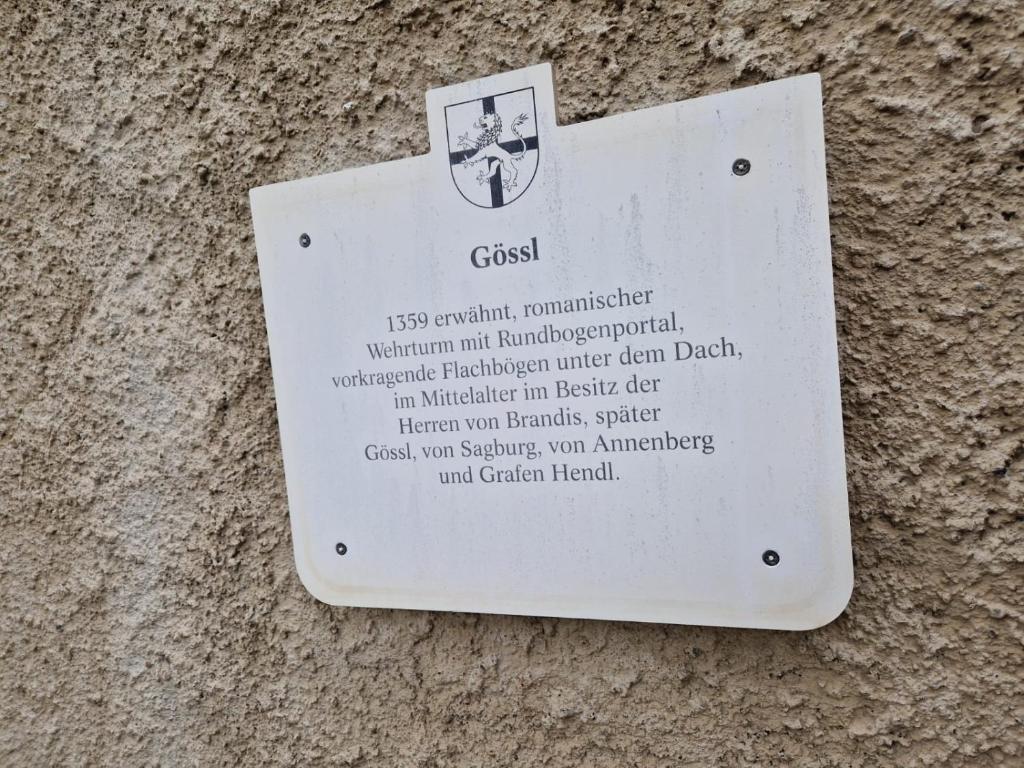 Gössl
1359 erwähnt, romanischer
Wehrturm mit Rundbogenportal,
vorkragende Flachbögen unter dem Dach,
im Mittelalter im Besitz der
Herren von Brandis, später
Gössl, von Sagburg, von Annenberg
und Grafen Hendl.